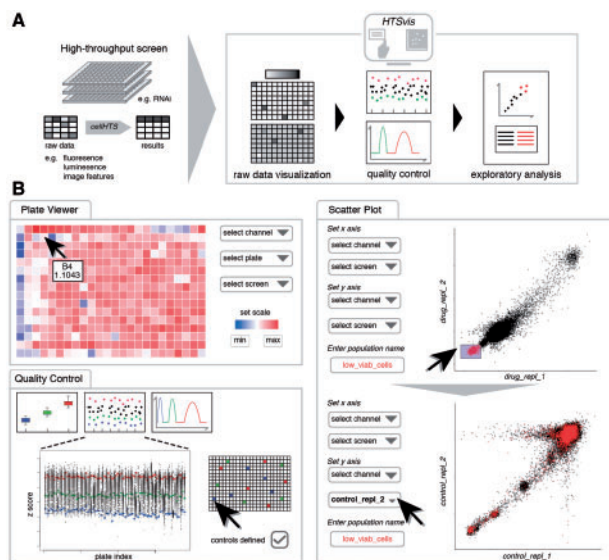 A
High-throughput screen
e.g. RNAi
cellHTS
raw data
results
e.g. fluoresence
luminesence
image features
HTSvis
raw data visualization
quality control
exploratory analysis
B
Plate Viewer
B4
1.1043
select channel
select plate
select screen
set scale
min
max
Quality Control
z score
plate index
controls defined
Scatter Plot
Set x axis
select channel
select screen
Set y axis
select channel
select screen
Enter population name
low_viab_cells
drug_repl_2
drug_repl_1
Set x axis
select channel
select screen
Set y axis
select channel
control_repl_2
Enter population name
low_viab_cells
control_repl_2
control_repl_1